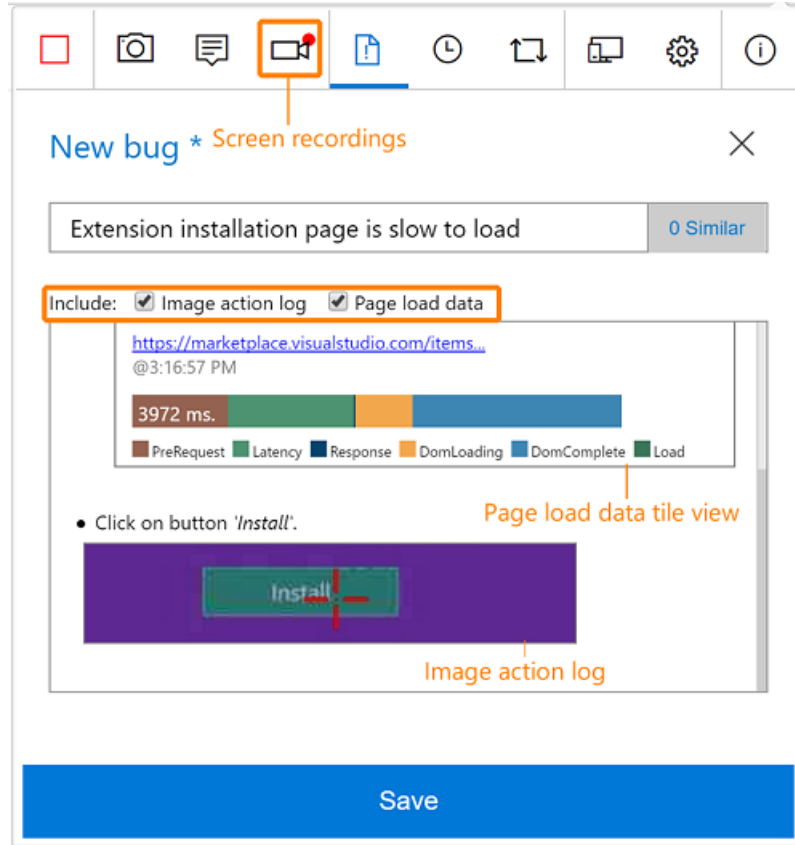 New bug *
Screen recordings
Extension installation page is slow to load
0 Similar
Include: Image action log Page load data
https://marketplace.visualstudio.com/items...
@3:16:57 PM
3972 ms.
PreRequest Latency Response DomLoading DomComplete Load
Page load data tile view
• Click on button 'Install'.
Install
Image action log
Save